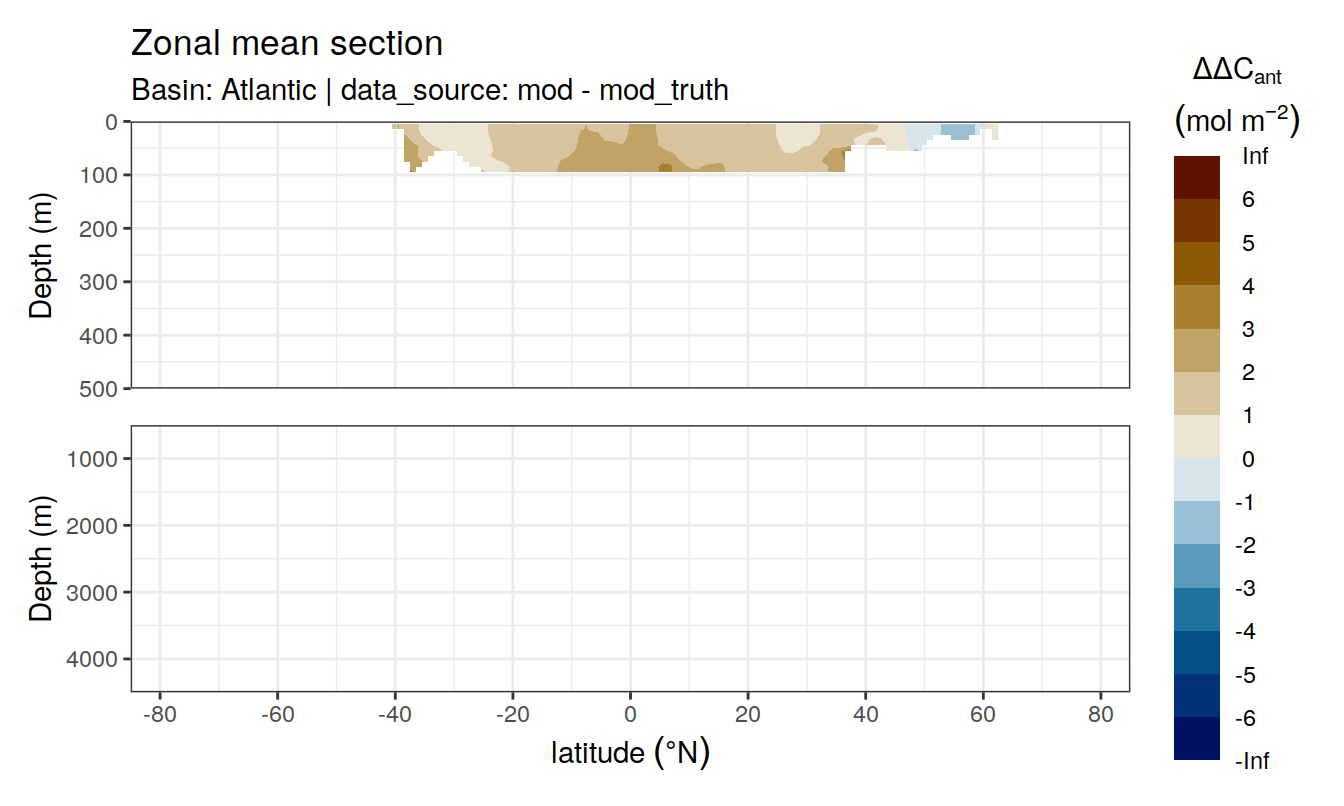 Zonal mean section
Basin: Atlantic | data_source: mod - mod_truth
ΔΔCant
(mol m−2)
Inf
6
5
4
3
2
1
0
-1
-2
-3
-4
-5
-6
-Inf
Depth (m)
0
100
200
300
400
500
Depth (m)
1000
2000
3000
4000
-80 -60 -40 -20 0 20 40 60 80
latitude (°N)